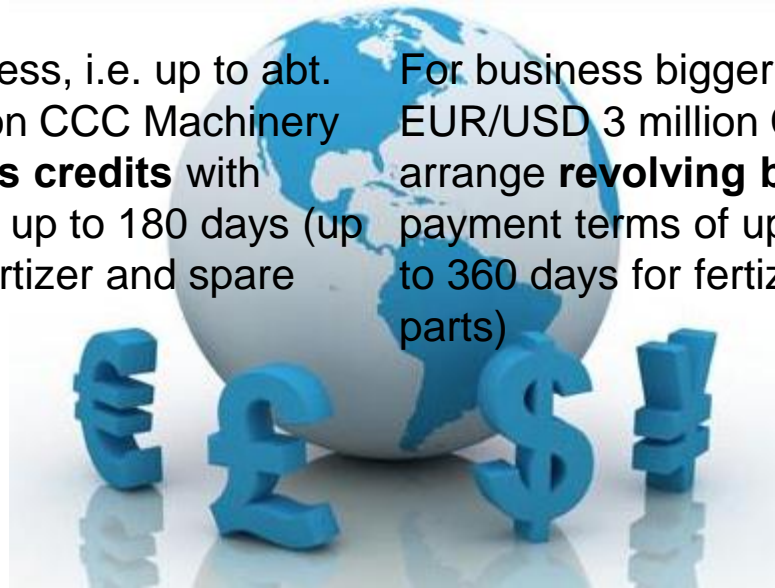 ess, i.e. up to abt.
on CCC Machinery
s credits with
up to 180 days (up
rtizer and spare
For business bigger
EUR/USD 3 million
arrange revolving b
payment terms of up
to 360 days for fertiz
parts)
€ £ $ ¥